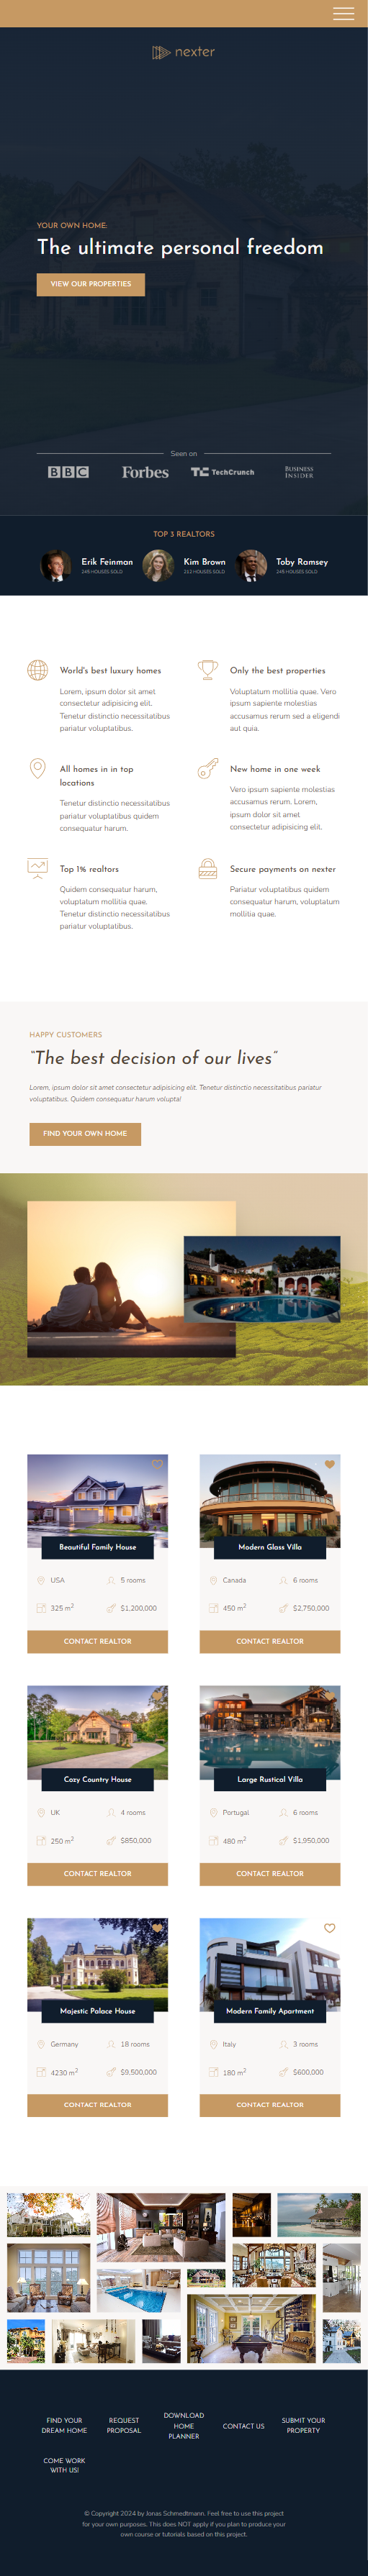 nexter
YOUR OWN HOME:
The ultimate personal freedom
VIEW OUR PROPERTIES
Seen on
BBC
Forbes
TechCrunch
BUSINESS
INSIDER
TOP 3 REALTORS
Erik Feinman
245 HOUSES SOLD
Kim Brown
212 HOUSES SOLD
Toby Ramsey
245 HOUSES SOLD
World's best luxury homes
Lorem, ipsum dolor sit amet
consectetur adipisicing elit.
Tenetur distinctio necessitatibus
pariatur voluptatibus.
Only the best properties
Voluptatum mollitia quae. Vero
ipsum sapiente molestias
accusamus rerum sed a eligendi
aut quia.
All homes in in top
locations
Tenetur distinctio necessitatibus
pariatur voluptatibus quidem
consequatur harum.
New home in one week
Vero ipsum sapiente molestias
accusamus rerum. Lorem,
ipsum dolor sit amet
consectetur adipisicing elit.
Top 1% realtors
Quidem consequatur harum,
voluptatum mollitia quae.
Tenetur distinctio necessitatibus
pariatur voluptatibus.
Secure payments on nexter
Pariatur voluptatibus quidem
consequatur harum, voluptatum
mollitia quae.
HAPPY CUSTOMERS
“The best decision of our lives”
Lorem, ipsum dolor sit amet consectetur adipisicing elit. Tenetur distinctio necessitatibus pariatur
voluptatibus. Quidem consequatur harum volupta!
FIND YOUR OWN HOME
Beautiful Family House
USA
5 rooms
325 m2
$1,200,000
CONTACT REALTOR
Modern Glass Villa
Canada
6 rooms
450 m2
$2,750,000
CONTACT REALTOR
Cozy Country House
UK
4 rooms
250 m2
$850,000
CONTACT REALTOR
Large Rustical Villa
Portugal
6 rooms
480 m2
$1,950,000
CONTACT REALTOR
Majestic Palace House
Germany
18 rooms
4230 m2
$9,500,000
CONTACT REALTOR
Modern Family Apartment
Italy
3 rooms
180 m2
$600,000
CONTACT REALTOR
FIND YOUR
DREAM HOME
REQUEST
PROPOSAL
DOWNLOAD
HOME
PLANNER
CONTACT US
SUBMIT YOUR
PROPERTY
COME WORK
WITH US!
© Copyright 2024 by Jonas Schmedtmann. Feel free to use this project
for your own purposes. This does NOT apply if you plan to produce your
own course or tutorials based on this project.